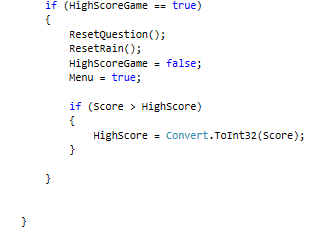 if (HighScoreGame == true)
{
ResetQuestion();
ResetRain();
HighScoreGame = false;
Menu = true;
if (Score > HighScore)
{
HighScore = Convert.ToInt32(Score);
}
}
}